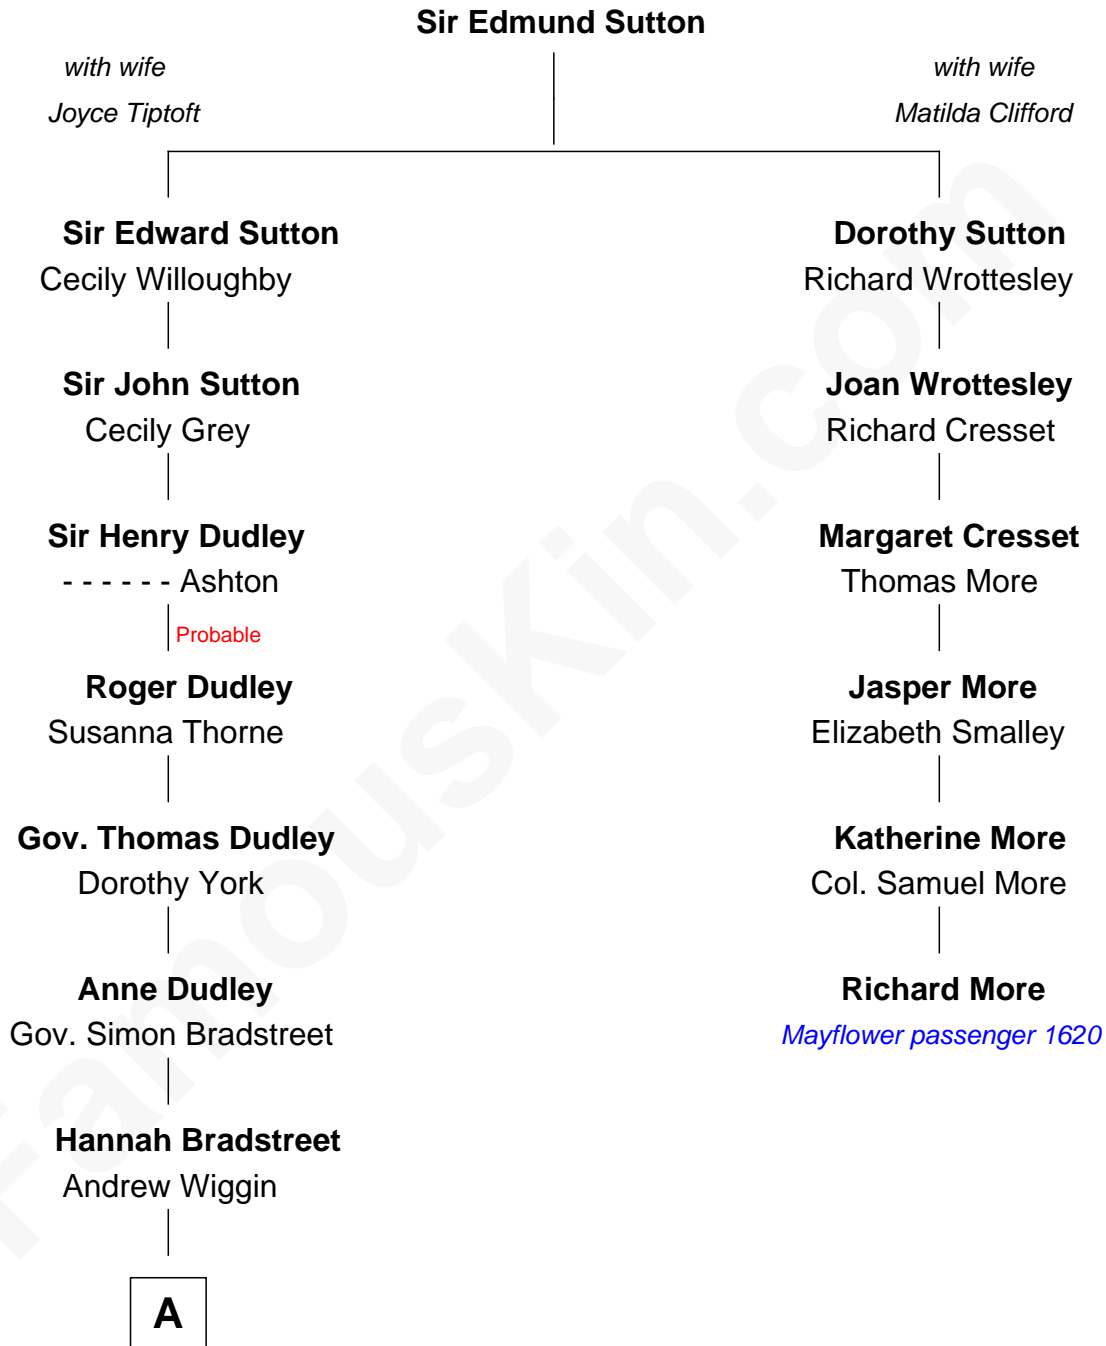 Sir Edmund Sutton
with wife
Joyce Tiptoft
with wife
Matilda Clifford
Sir Edward Sutton
Cecily Willoughby
Sir John Sutton
Cecily Grey
Sir Henry Dudley
- - - - - - Ashton
Probable
Roger Dudley
Susanna Thorne
Gov. Thomas Dudley
Dorothy York
Anne Dudley
Gov. Simon Bradstreet
Hannah Bradstreet
Andrew Wiggin
A
Dorothy Sutton
Richard Wrottesley
Joan Wrottesley
Richard Cresset
Margaret Cresset
Thomas More
Jasper More
Elizabeth Smalley
Katherine More
Col. Samuel More
Richard More
Mayflower passenger 1620
FamousKin.com